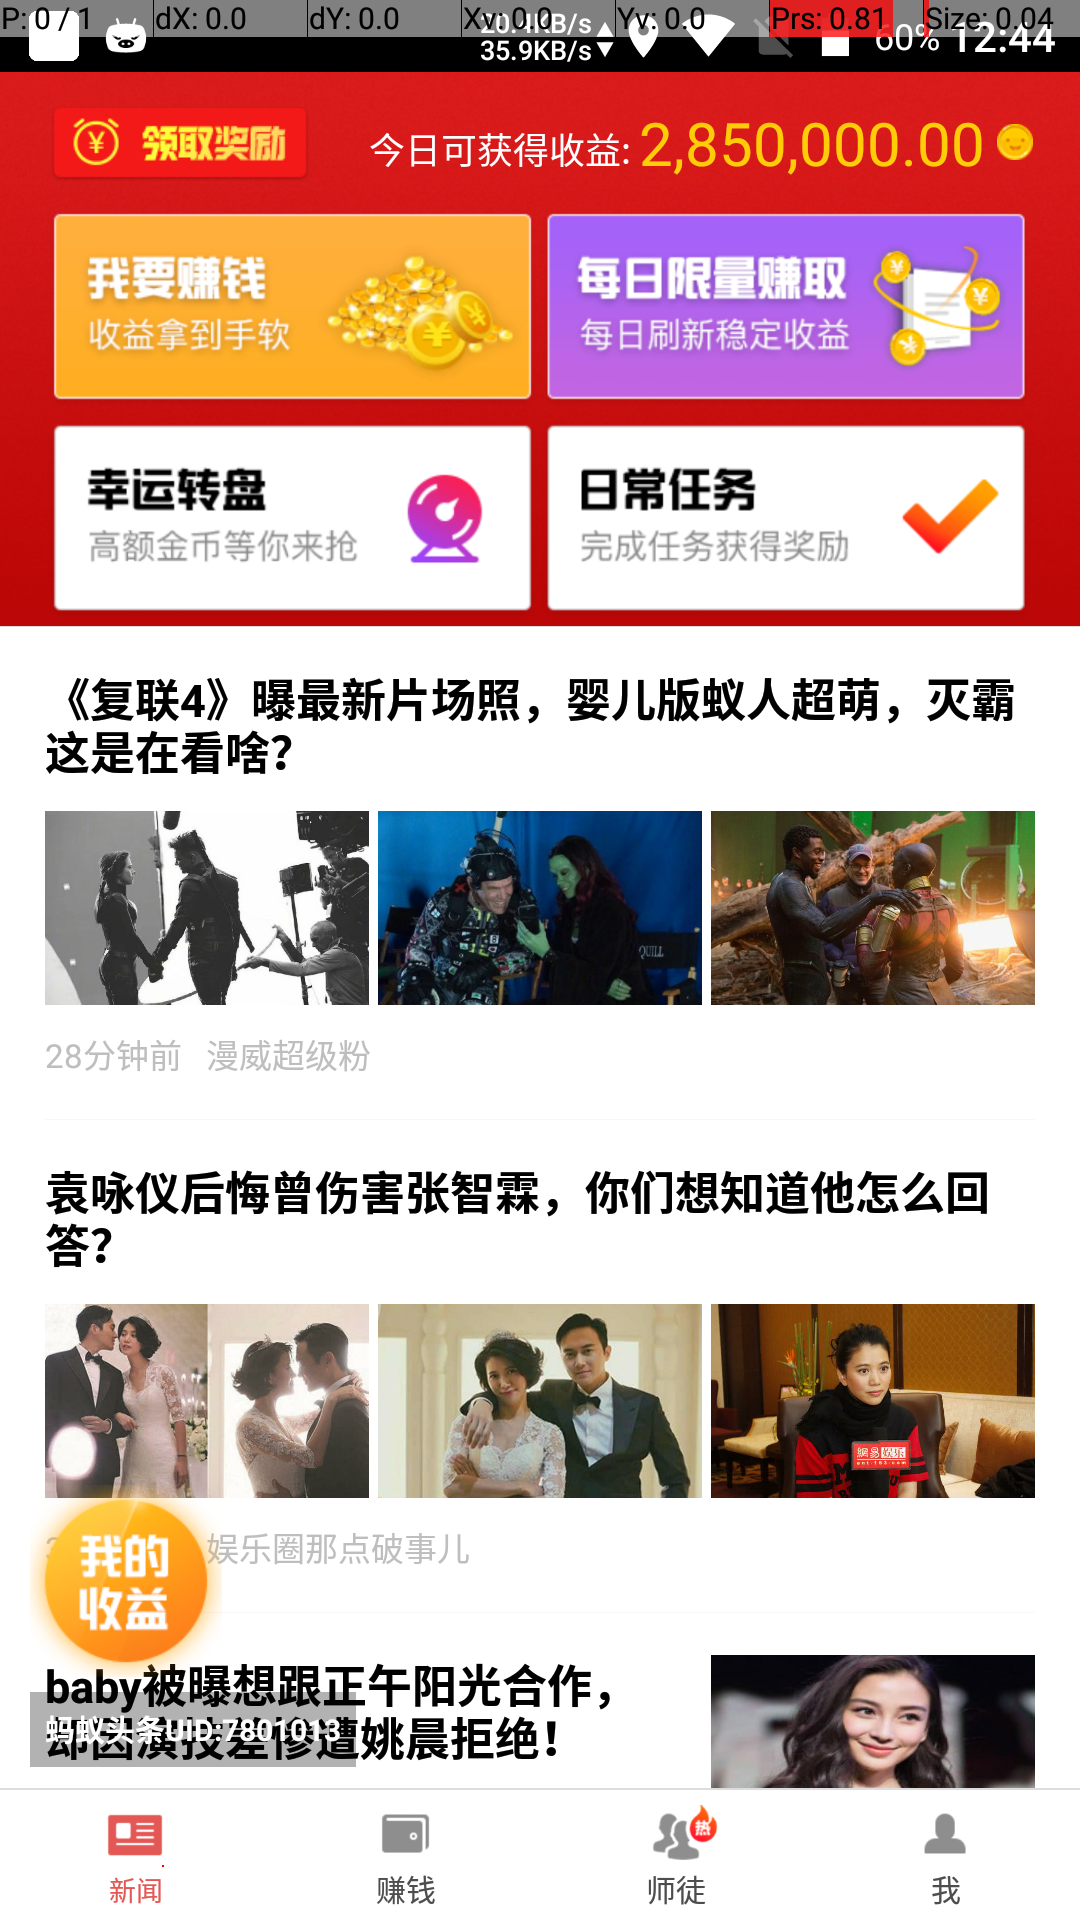 P: 0 / 1 dX: 0.0 dY: 0.0 Xv: 0.0 Yv: 0.0 Prs: 0.81 Size: 0.04
20.4KB/s
35.9KB/s
60% 12:44
领取奖励
今日可获得收益: 2,850,000.00
我要赚钱
收益拿到手软
每日限量赚取
每日刷新稳定收益
幸运转盘
高额金币等你来抢
日常任务
完成任务获得奖励
《复联4》曝最新片场照，婴儿版蚁人超萌，灭霸
这是在看啥？
QUILL
28分钟前 漫威超级粉
袁咏仪后悔曾伤害张智霖，你们想知道他怎么回
答？
網易娱乐
ent.163.com
娱乐圈那点破事儿
我的
收益
baby被曝想跟正午阳光合作，
却因演技差惨遭姚晨拒绝！
蚂蚁头条UID:7801013
新闻
赚钱
热
师徒
我